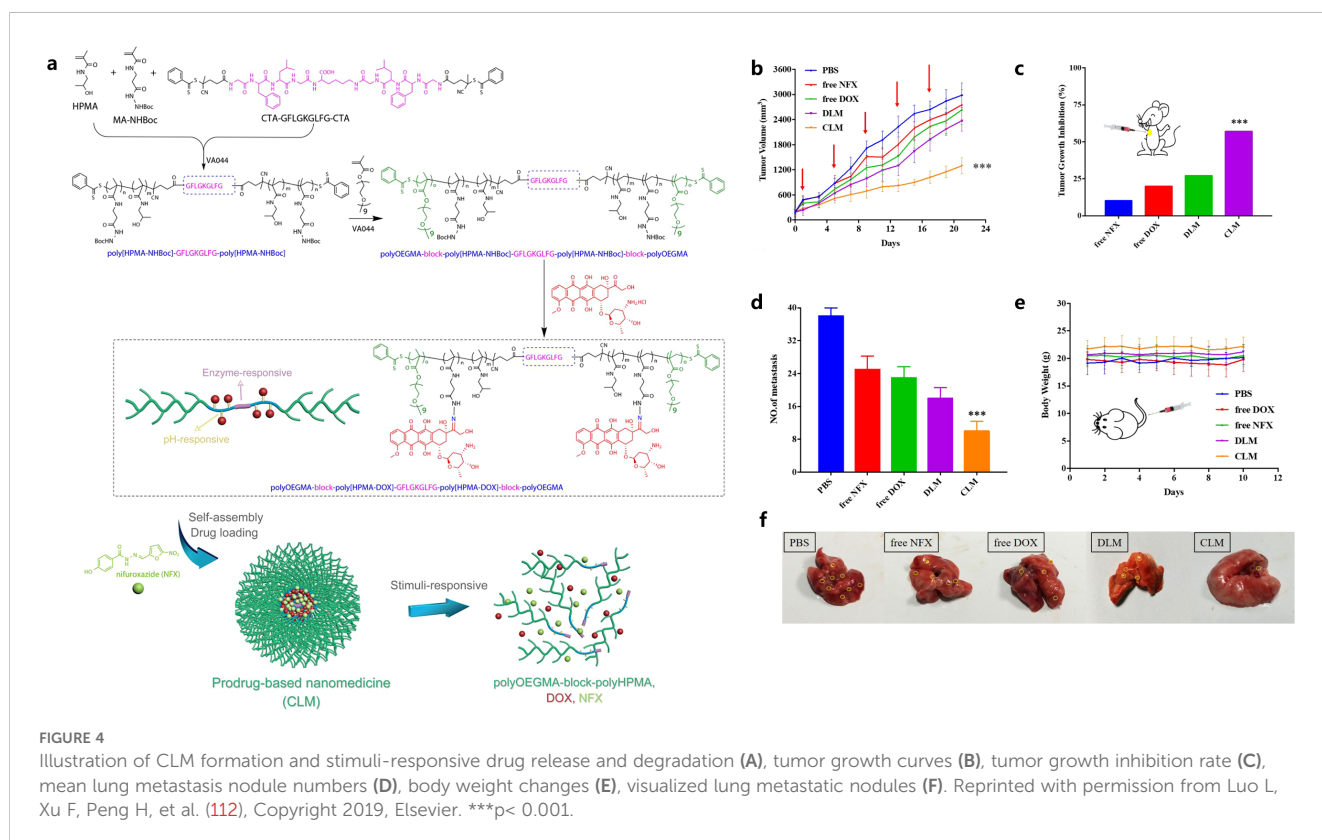 a
HPMA
+
MA-NHBoc
+
CTA-GFLGKGLFG-CTA
VA044
GFLGKGLFG
poly[HPMA-NHBoc]-GFLGKGLFG-poly[HPMA-NHBoc]
VA044
GFLGKGLFG
polyOEGMA-block-poly[HPMA-NHBoc]-GFLGKGLFG-poly[HPMA-NHBoc]-block-polyOEGMA
Enzyme-responsive
pH-responsive
GFLGKGLFG
polyOEGMA-block-poly[HPMA-DOX]-GFLGKGLFG-poly[HPMA-DOX]-block-polyOEGMA
Self-assembly
Drug loading
nifuroxazide (NFX)
Stimuli-responsive
Prodrug-based nanomedicine
(CLM)
polyOEGMA-block-polyHPMA,
DOX, NFX
b
Tumor Volume (mm³)
3600
3000
2400
1800
1200
600
0
0 2 4 6 8 10 12 14 16 18 20 22 24
Days
PBS
free NFX
free DOX
DLM
CLM
***
c
Tumor Growth Inhibition (%)
100
75
50
25
0
***
free NFX
free DOX
DLM
CLM
d
NO.of metastasis
40
32
24
16
8
0
***
PBS
free NFX
free DOX
DLM
CLM
e
Body Weight (g)
40
30
20
10
0
0 2 4 6 8 10 12
Days
PBS
free DOX
free NFX
DLM
CLM
f
PBS
free NFX
free DOX
DLM
CLM
FIGURE 4
Illustration of CLM formation and stimuli-responsive drug release and degradation (A), tumor growth curves (B), tumor growth inhibition rate (C),
mean lung metastasis nodule numbers (D), body weight changes (E), visualized lung metastatic nodules (F). Reprinted with permission from Luo L,
Xu F, Peng H, et al. (112), Copyright 2019, Elsevier. ***p< 0.001.